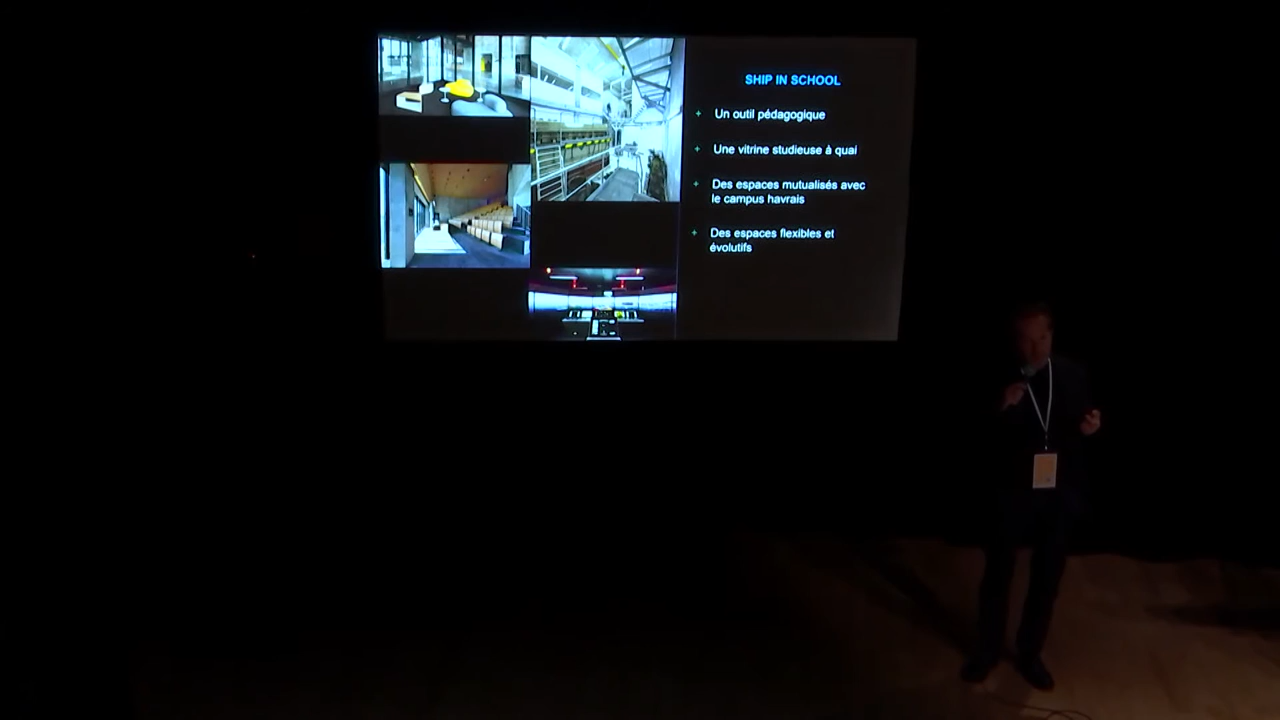 SHIP IN SCHOOL
+ Un outil pédagogique
+ Une vitrine studieuse à quai
+ Des espaces mutualisés avec
le campus havrais
+ Des espaces flexibles et
évolutifs